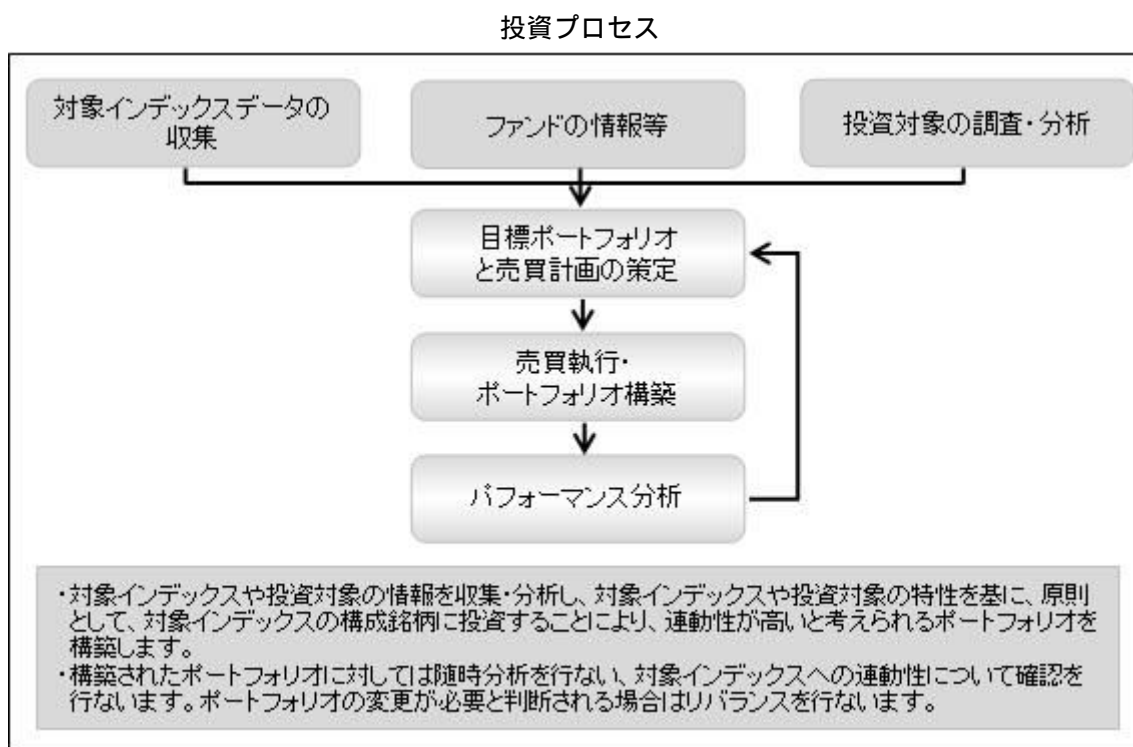 投資プロセス
対象インデックスデータの
収集
ファンドの情報等
投資対象の調査・分析
目標ポートフォリオ
と売買計画の策定
売買執行・
ポートフォリオ構築
パフォーマンス分析
・対象インデックスや投資対象の情報を収集・分析し、対象インデックスや投資対象の特性を基に、原則
として、対象インデックスの構成銘柄に投資することにより、連動性が高いと考えられるポートフォリオを
構築します。
・構築されたポートフォリオに対しては随時分析を行ない、対象インデックスへの連動性について確認を
行ないます。ポートフォリオの変更が必要と判断される場合はリバランスを行ないます。